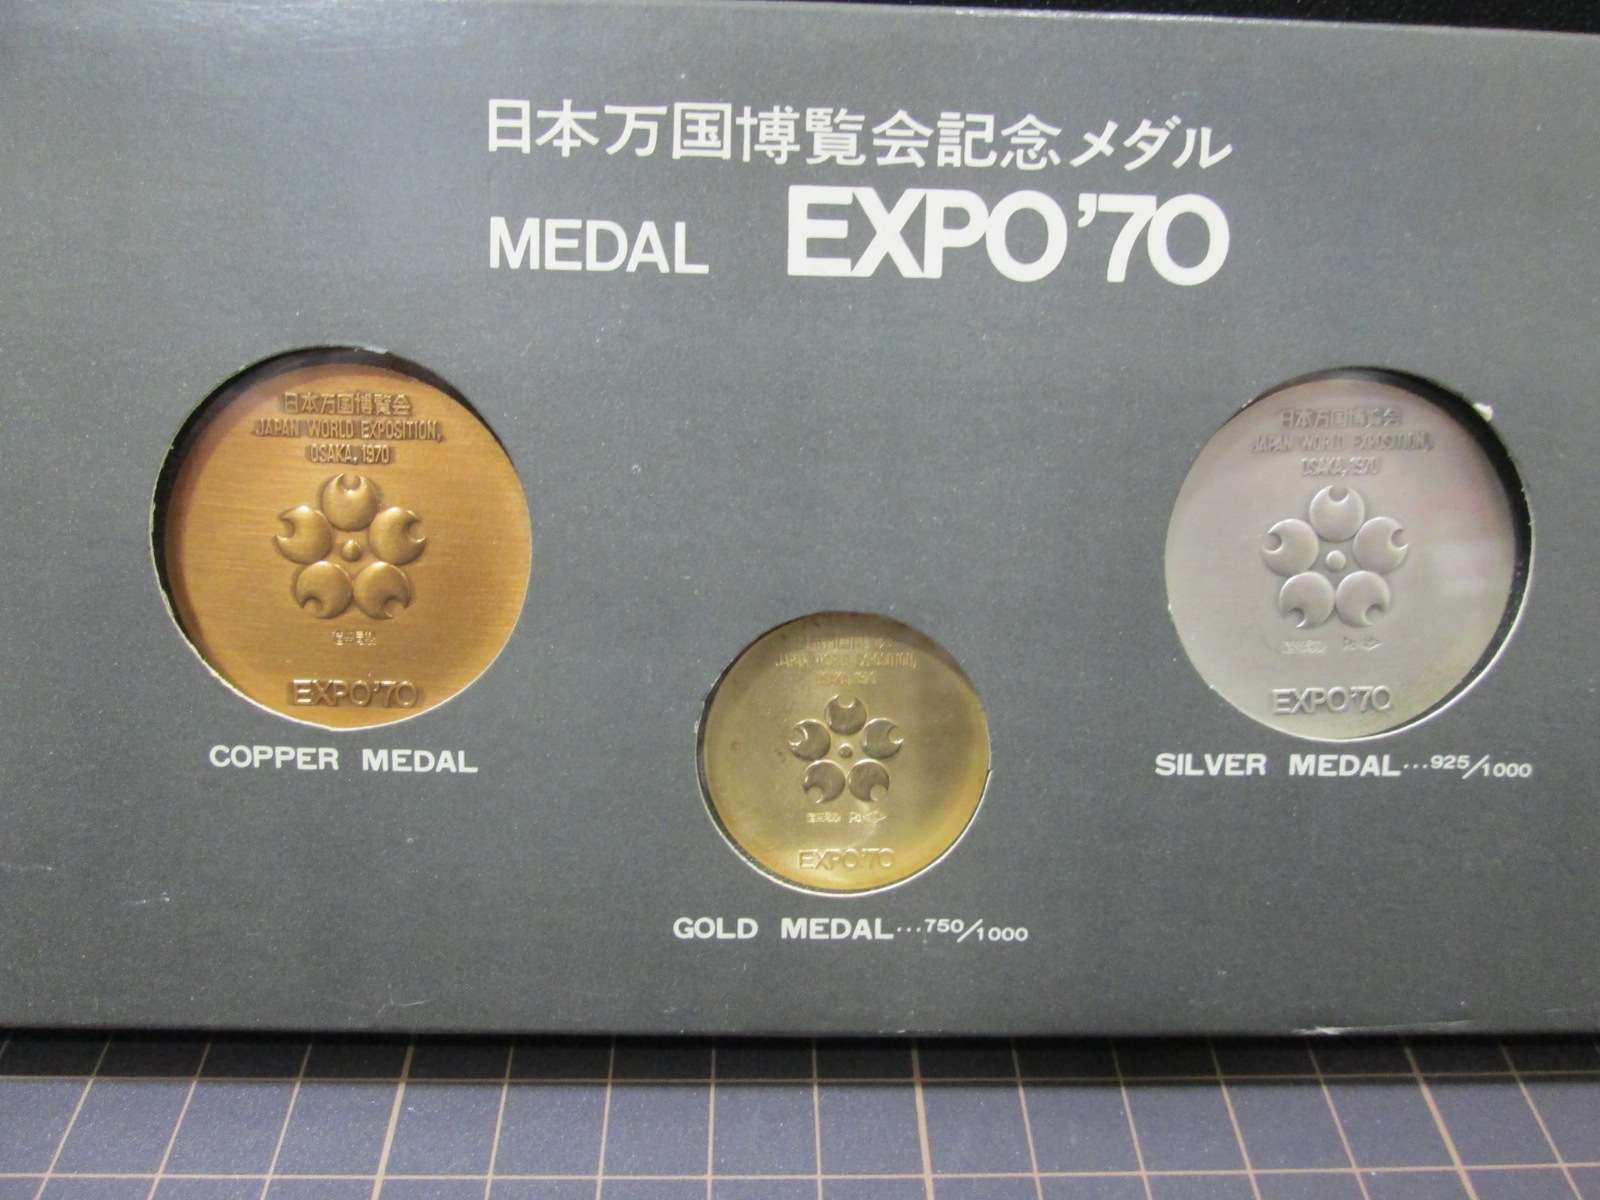 日本万国博覧会記念メダル
MEDAL EXPO'70
日本万国博覧会
JAPAN WORLD EXPOSITION,
OSAKA, 1970
EXPO'70
COPPER MEDAL
JAPAN WORLD EXPOSITION,
OSAKA, 1970
EXPO'70
GOLD MEDAL...750/1000
日本万国博覧会
JAPAN WORLD EXPOSITION,
OSAKA, 1970
EXPO'70
SILVER MEDAL...925/1000